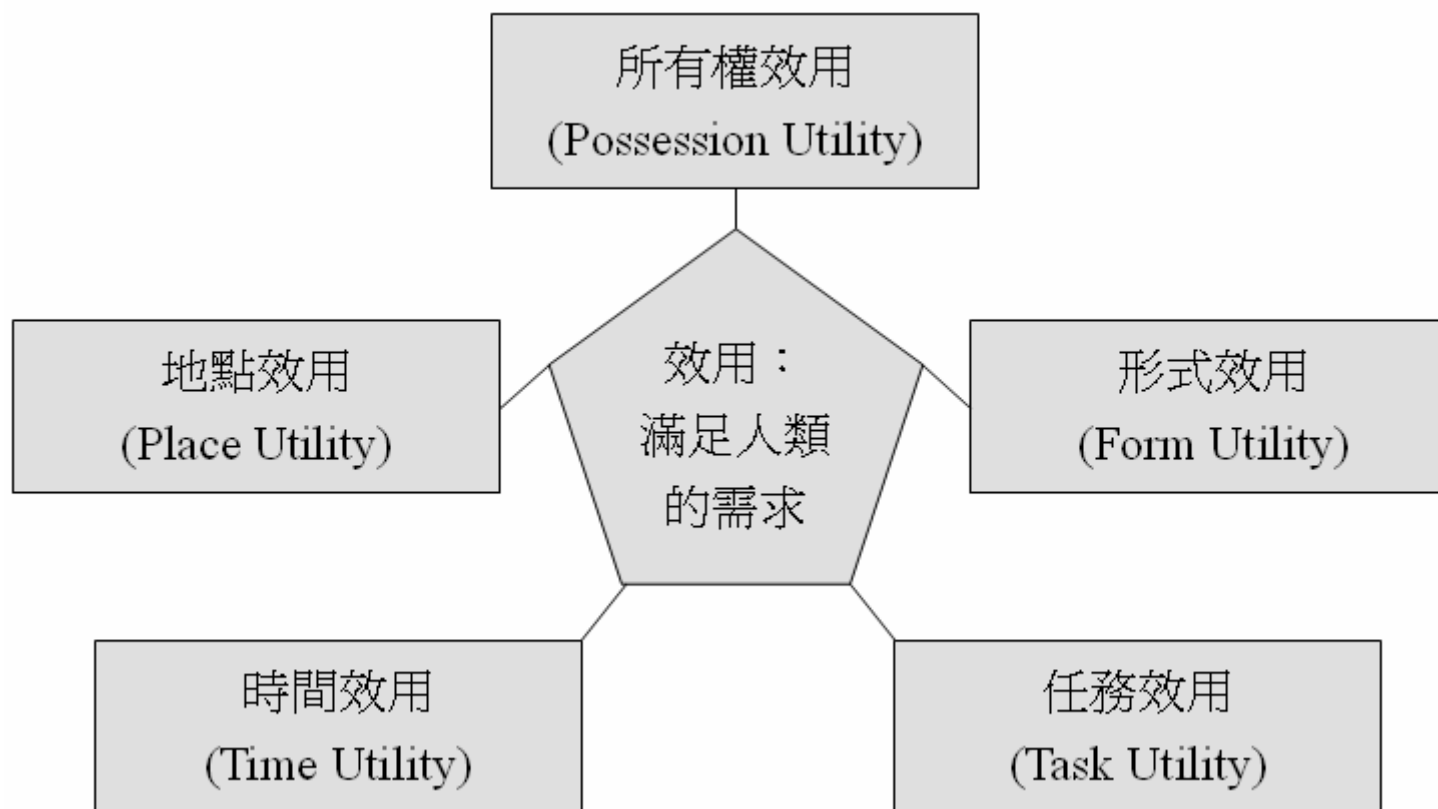 所有權效用
(Possession Utility)
地點效用
(Place Utility)
效用：
滿足人類
的需求
形式效用
(Form Utility)
時間效用
(Time Utility)
任務效用
(Task Utility)